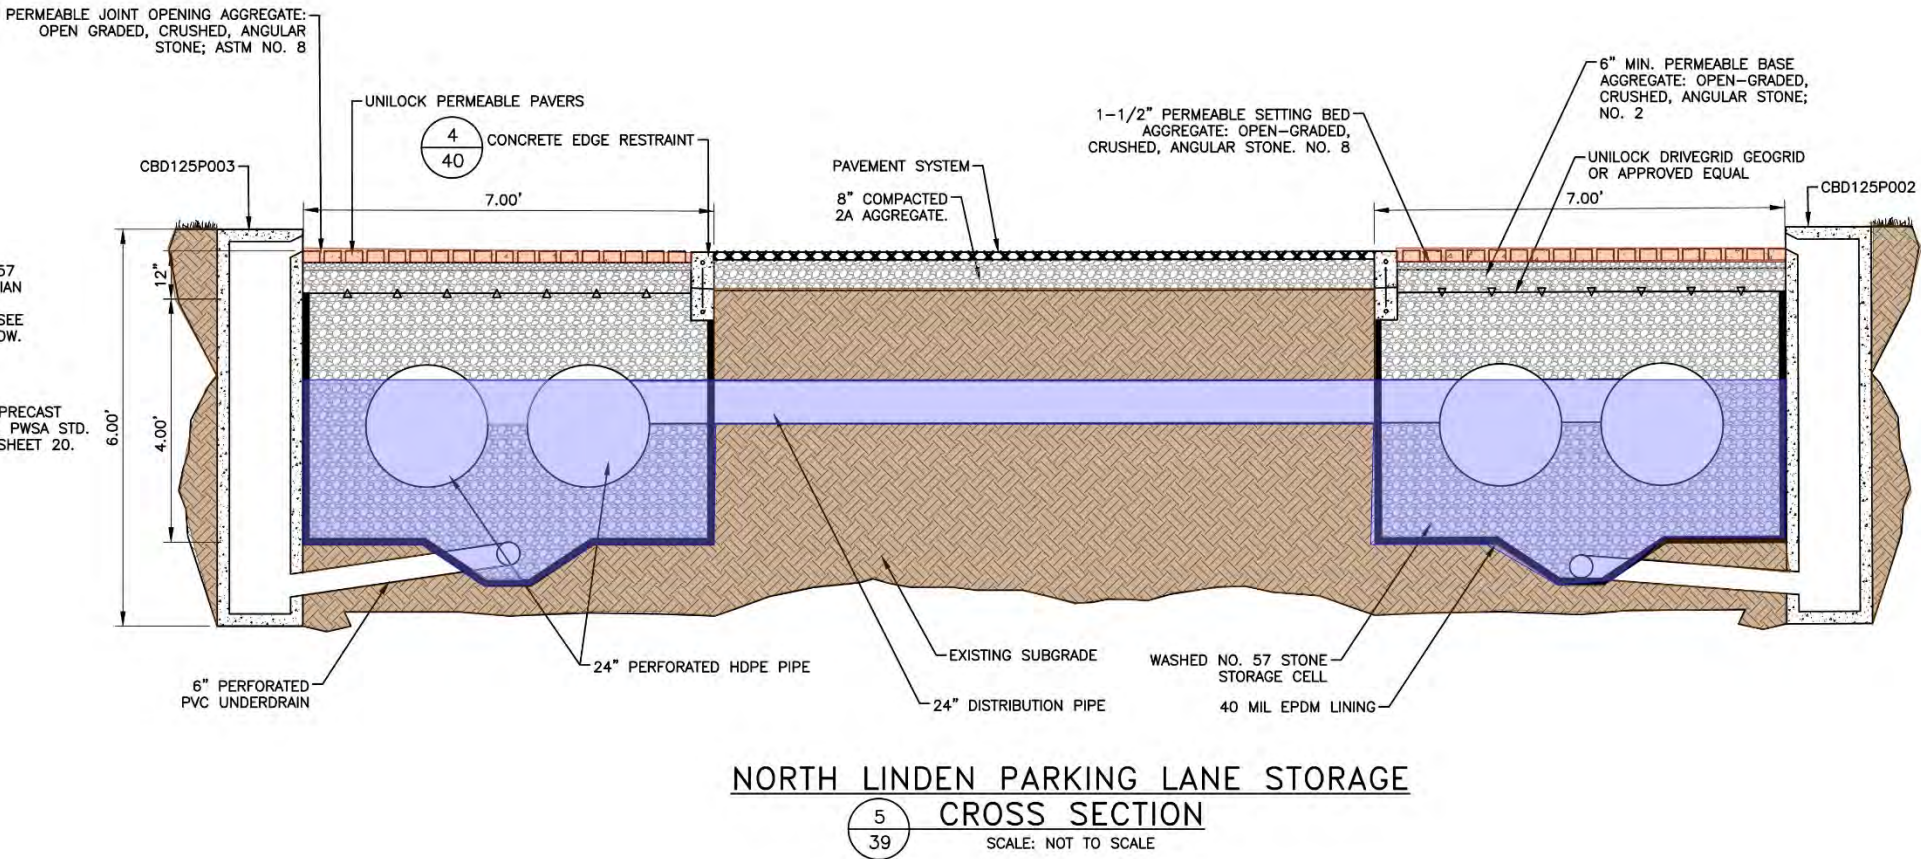 PERMEABLE JOINT OPENING AGGREGATE:
OPEN GRADED, CRUSHED, ANGULAR
STONE; ASTM NO. 8
UNILOCK PERMEABLE PAVERS
4
40
CONCRETE EDGE RESTRAINT
CBD125P003
7.00'
PAVEMENT SYSTEM
8" COMPACTED
2A AGGREGATE.
1-1/2" PERMEABLE SETTING BED
AGGREGATE: OPEN-GRADED,
CRUSHED, ANGULAR STONE. NO. 8
6" MIN. PERMEABLE BASE
AGGREGATE: OPEN-GRADED,
CRUSHED, ANGULAR STONE;
NO. 2
UNILOCK DRIVEGRID GEOGRID
OR APPROVED EQUAL
7.00'
CBD125P002
57
IAN
SEE
OW.
PRECAST
PWSA STD.
SHEET 20.
12"
4.00'
6.00'
6" PERFORATED
PVC UNDERDRAIN
24" PERFORATED HDPE PIPE
EXISTING SUBGRADE
24" DISTRIBUTION PIPE
WASHED NO. 57 STONE
STORAGE CELL
40 MIL EPDM LINING
NORTH LINDEN PARKING LANE STORAGE
5
39
CROSS SECTION
SCALE: NOT TO SCALE